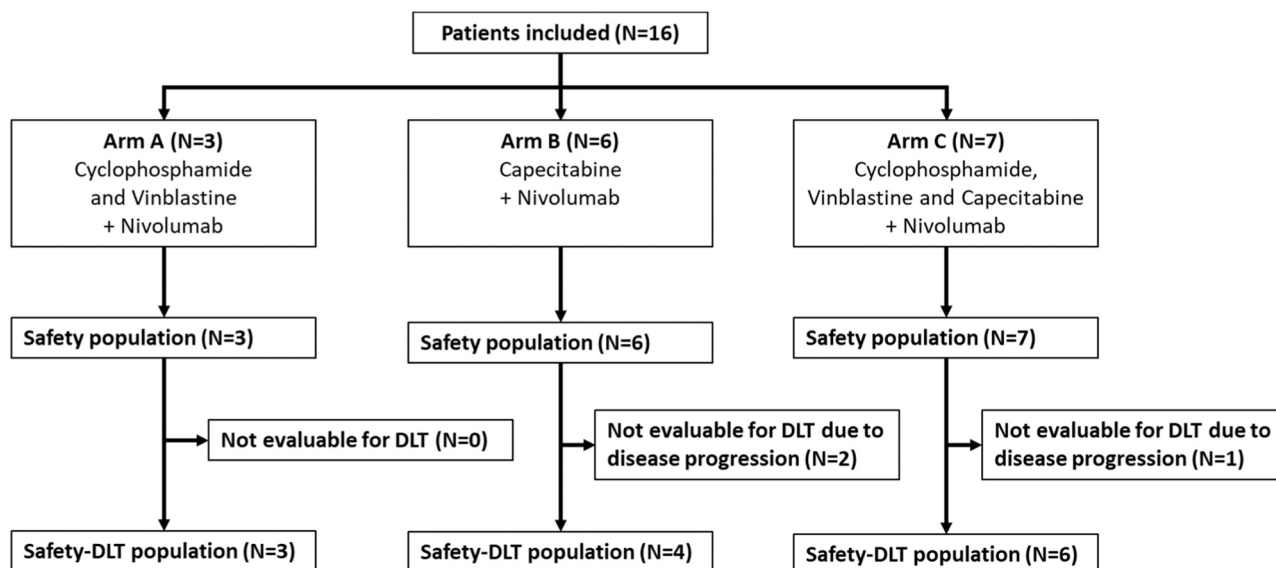 Patients included (N=16)
Arm A (N=3)
Cyclophosphamide
and Vinblastine
+ Nivolumab
Arm B (N=6)
Capecitabine
+ Nivolumab
Arm C (N=7)
Cyclophosphamide,
Vinblastine and Capecitabine
+ Nivolumab
Safety population (N=3)
Safety population (N=6)
Safety population (N=7)
Not evaluable for DLT (N=0)
Not evaluable for DLT due to
disease progression (N=2)
Not evaluable for DLT due to
disease progression (N=1)
Safety-DLT population (N=3)
Safety-DLT population (N=4)
Safety-DLT population (N=6)